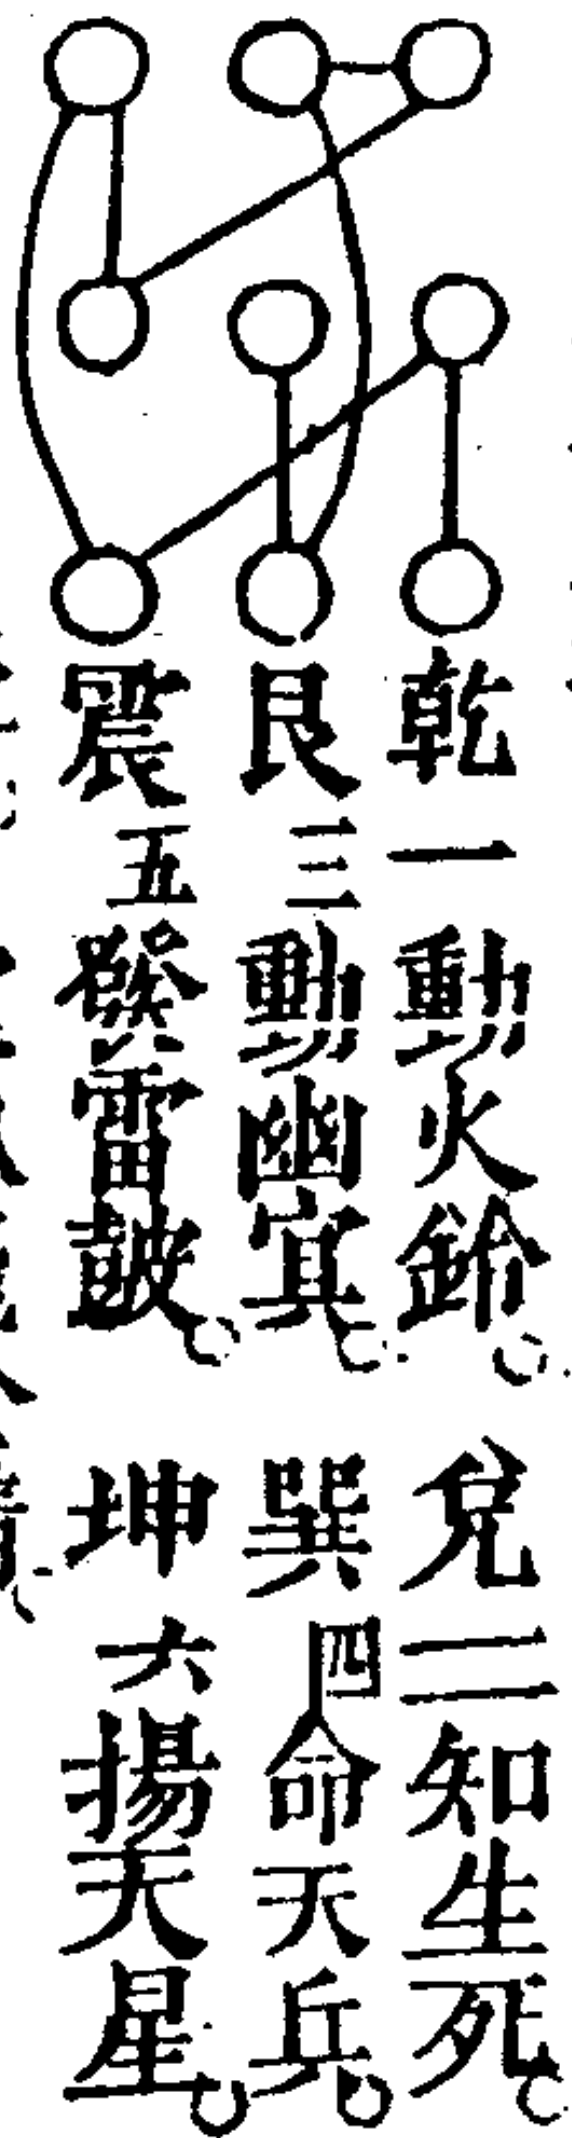 乾一動火鈴。兌二知生死。
艮三動幽㝠。巽四命天兵。
震五發雷鼓。坤六揚天星。